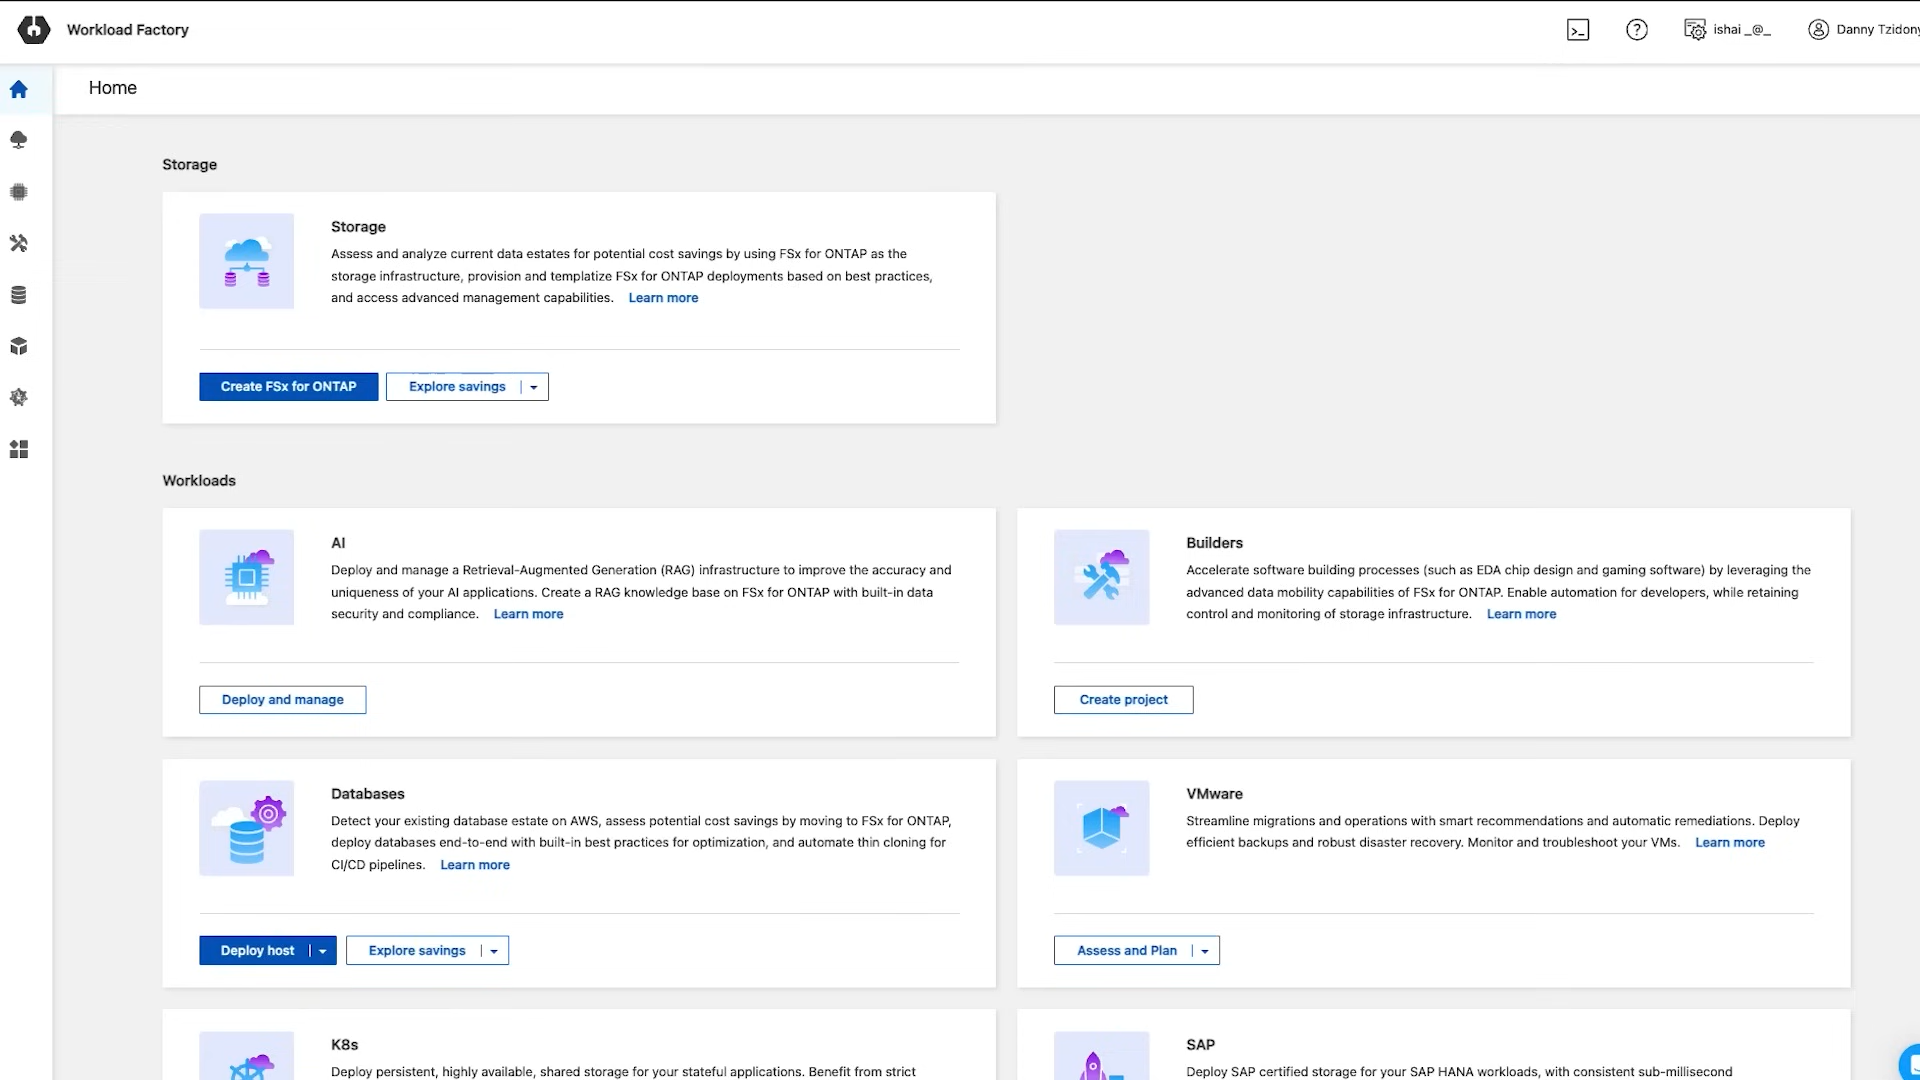 Workload Factory
ishai _@_
Danny Tzidony
Home
Storage
Storage
Assess and analyze current data estates for potential cost savings by using FSx for ONTAP as the
storage infrastructure, provision and templatize FSx for ONTAP deployments based on best practices,
and access advanced management capabilities. Learn more
Create FSx for ONTAP
Explore savings
Workloads
AI
Deploy and manage a Retrieval-Augmented Generation (RAG) infrastructure to improve the accuracy and
uniqueness of your AI applications. Create a RAG knowledge base on FSx for ONTAP with built-in data
security and compliance. Learn more
Deploy and manage
Builders
Accelerate software building processes (such as EDA chip design and gaming software) by leveraging the
advanced data mobility capabilities of FSx for ONTAP. Enable automation for developers, while retaining
control and monitoring of storage infrastructure. Learn more
Create project
Databases
Detect your existing database estate on AWS, assess potential cost savings by moving to FSx for ONTAP,
deploy databases end-to-end with built-in best practices for optimization, and automate thin cloning for
CI/CD pipelines. Learn more
Deploy host
Explore savings
VMware
Streamline migrations and operations with smart recommendations and automatic remediations. Deploy
efficient backups and robust disaster recovery. Monitor and troubleshoot your VMs. Learn more
Assess and Plan
K8s
Deploy persistent, highly available, shared storage for your stateful applications. Benefit from strict
SAP
Deploy SAP certified storage for your SAP HANA workloads, with consistent sub-millisecond